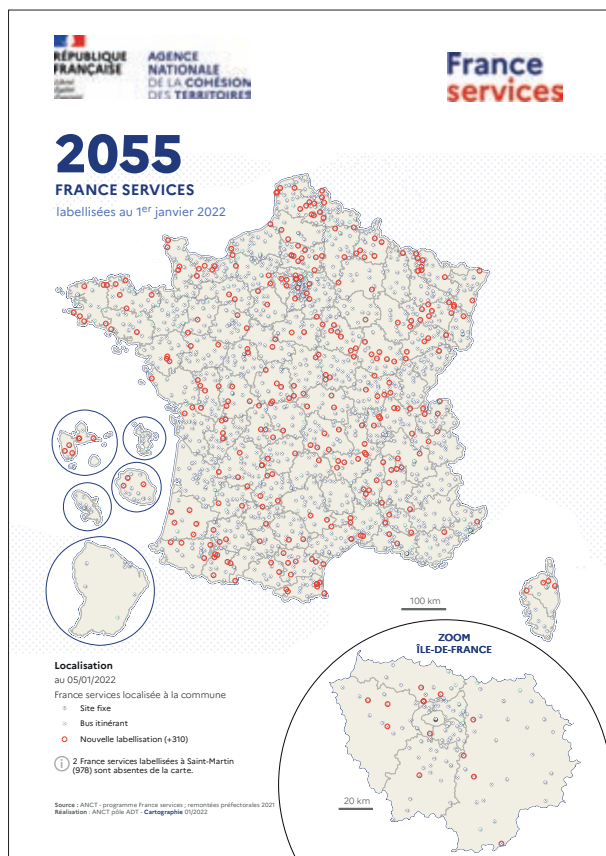 RÉPUBLIQUE
FRANÇAISE
Liberté
Égalité
Fraternité
AGENCE
NATIONALE
DE LA COHÉSION
DES TERRITOIRES
France
services
2055
FRANCE SERVICES
labellisées au 1er janvier 2022
100 km
ZOOM
ÎLE-DE-FRANCE
20 km
Localisation
au 05/01/2022
France services localisée à la commune
Site fixe
Bus itinérant
Nouvelle labellisation (+310)
2 France services labellisées à Saint-Martin
(978) sont absentes de la carte.
Source : ANCT - programme France services ; remontées préfectorales 2021
Réalisation : ANCT pôle ADT - Cartographie 01/2022